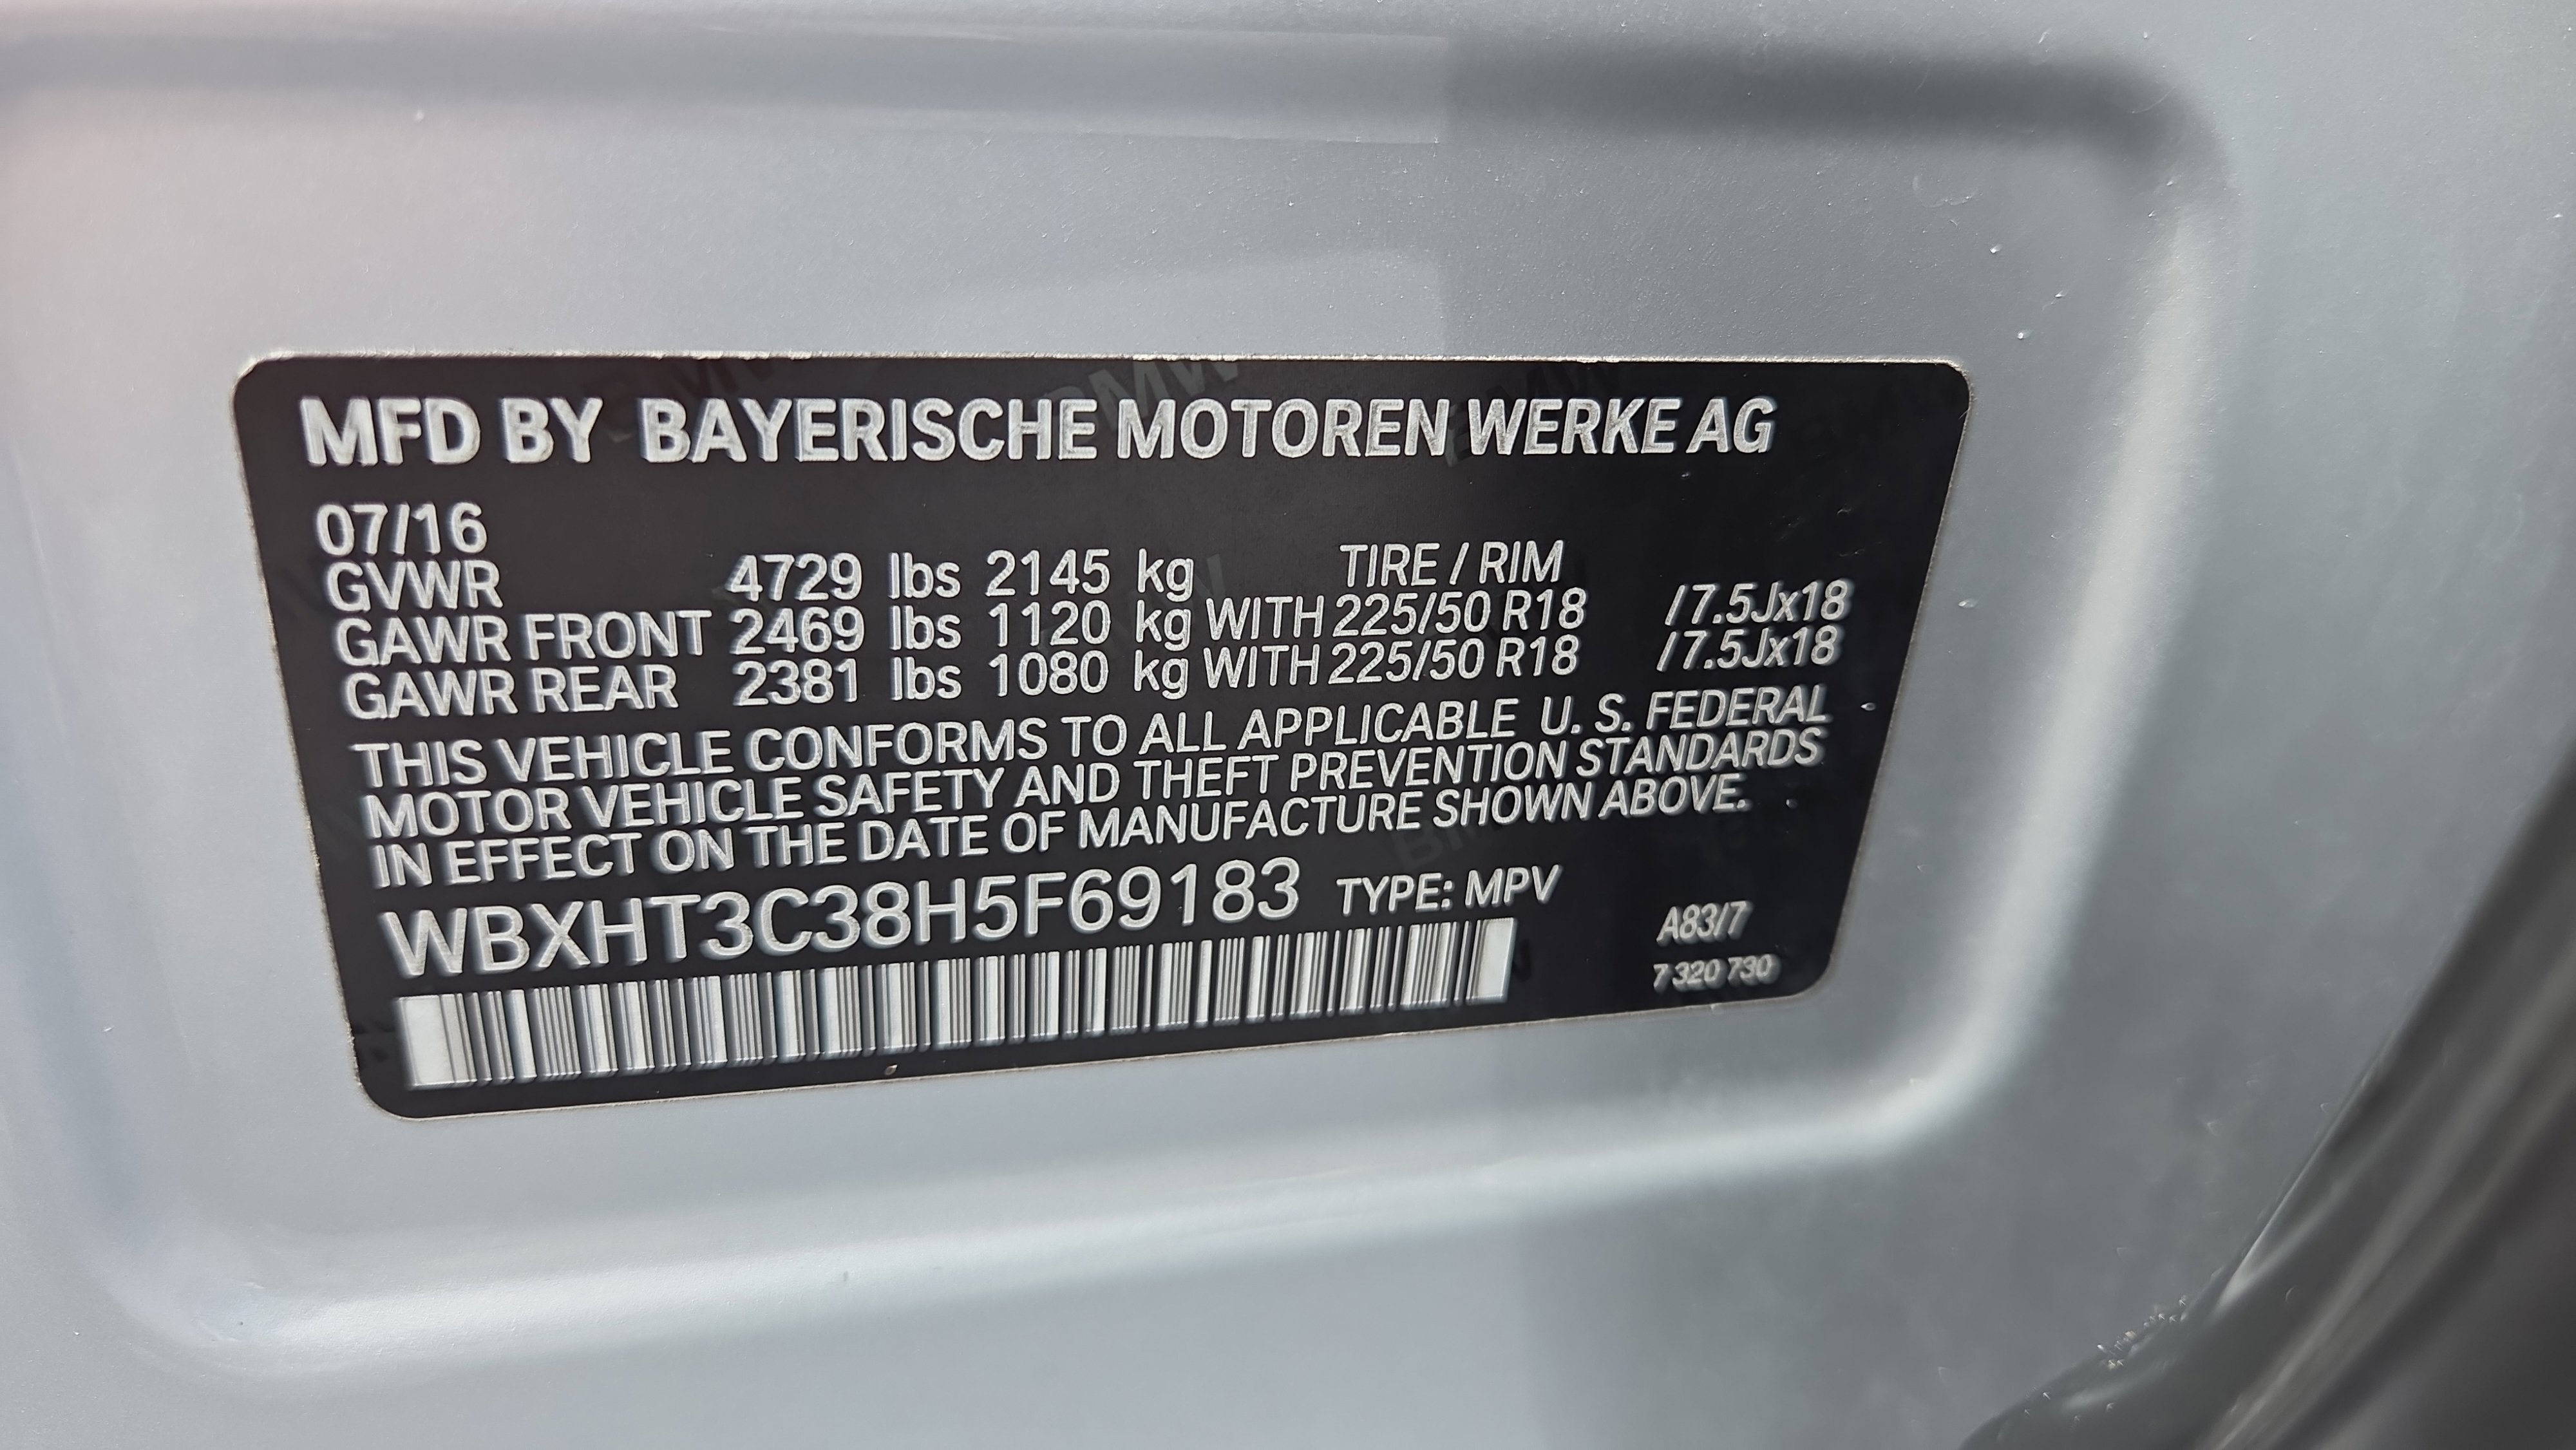 MFD BY BAYERISCHE MOTOREN WERKE AG
07/16
GVWR 4729 lbs 2145 kg TIRE / RIM
GAWR FRONT 2469 lbs 1120 kg WITH 225/50 R18 /7.5Jx18
GAWR REAR 2381 lbs 1080 kg WITH 225/50 R18 /7.5Jx18
THIS VEHICLE CONFORMS TO ALL APPLICABLE U. S. FEDERAL
MOTOR VEHICLE SAFETY AND THEFT PREVENTION STANDARDS
IN EFFECT ON THE DATE OF MANUFACTURE SHOWN ABOVE.
WBXHT3C38H5F69183 TYPE: MPV
A83/7
7 320 730